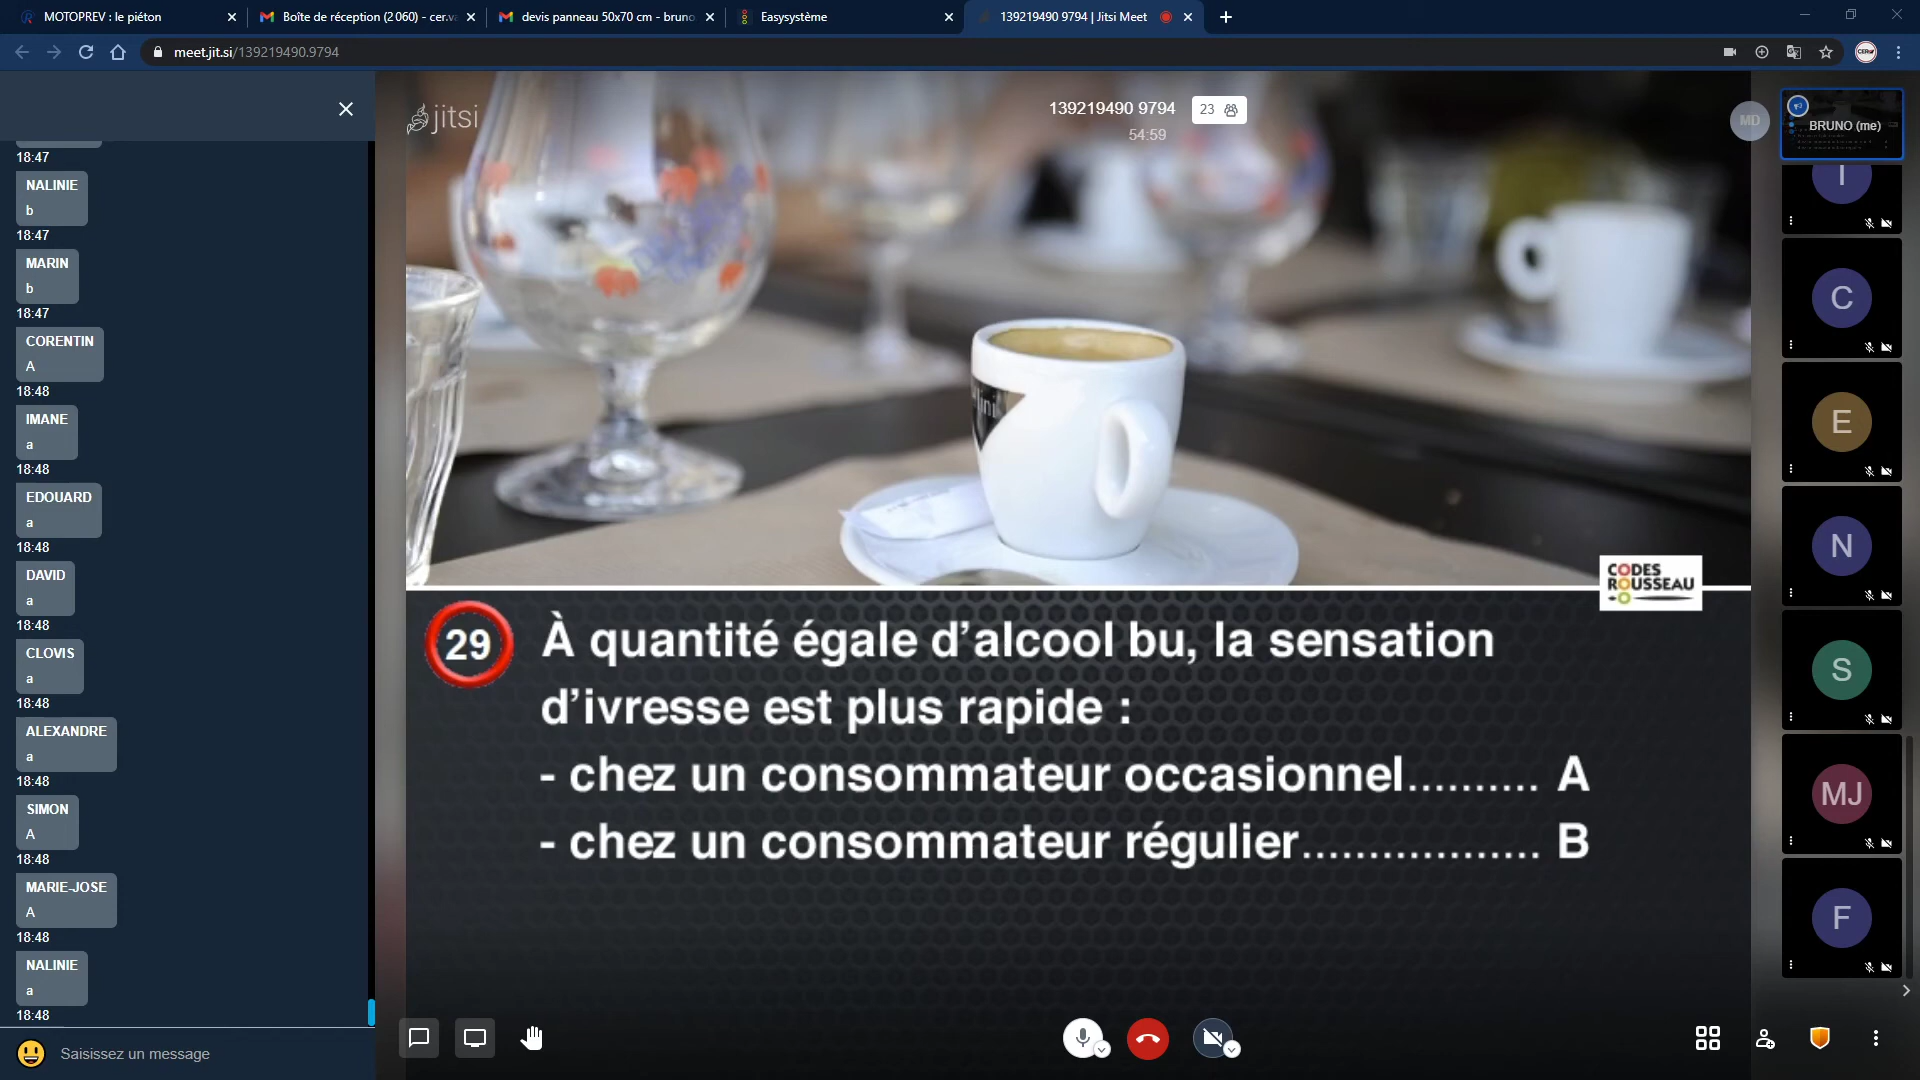 MOTOPREV : le piéton
Boîte de réception (2 060) - cer.va
devis panneau 50x70 cm - bruno.
Easysystème
139219490 9794 | Jitsi Meet
meet.jit.si/139219490.9794
18:47
NALINIE
b
18:47
MARIN
b
18:47
CORENTIN
A
18:48
IMANE
a
18:48
EDOUARD
a
18:48
DAVID
a
18:48
CLOVIS
a
18:48
ALEXANDRE
a
18:48
SIMON
A
18:48
MARIE-JOSE
A
18:48
NALINIE
a
18:48
Saisissez un message
jitsi
139219490 9794
23
54:59
MD
BRUNO (me)
I
C
E
N
S
MJ
F
CODES
ROUSSEAU
29 À quantité égale d’alcool bu, la sensation
d’ivresse est plus rapide :
- chez un consommateur occasionnel.......... A
- chez un consommateur régulier.................. B